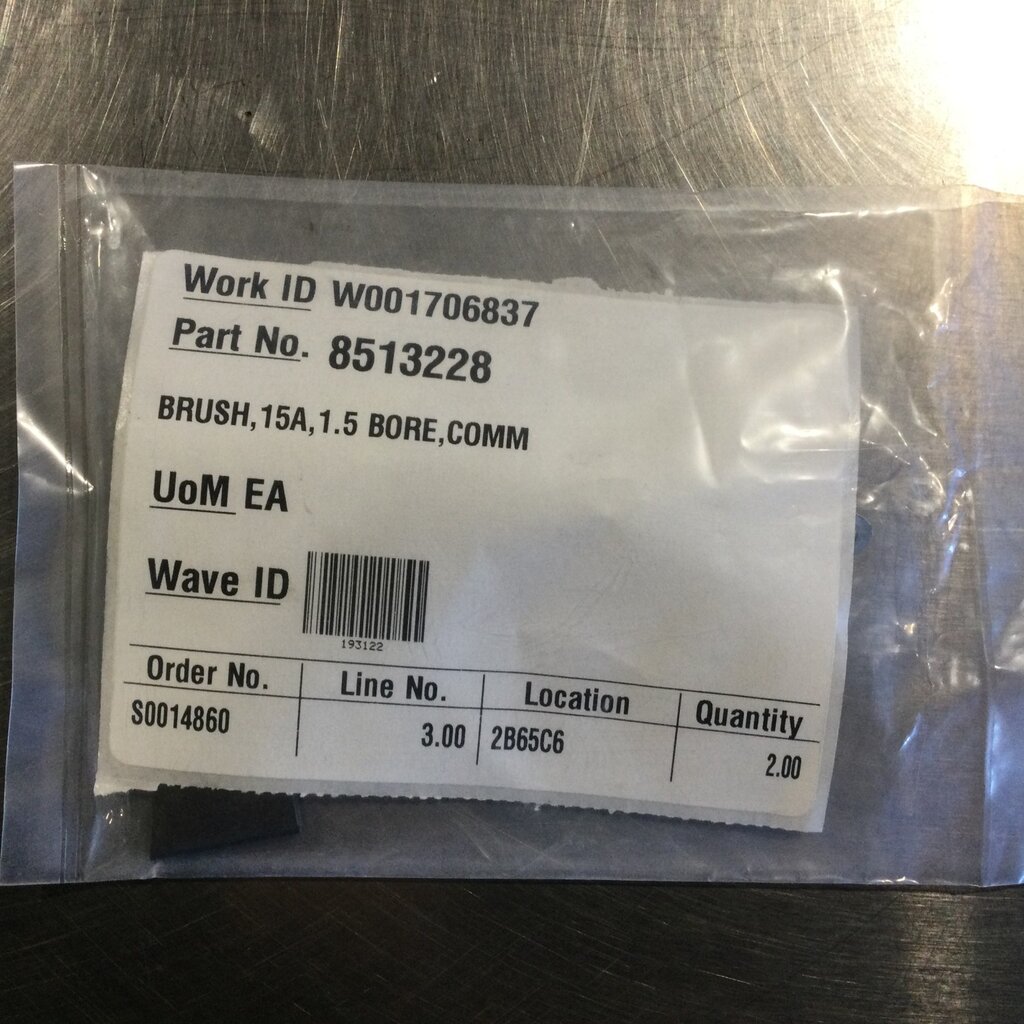 Work ID W001706837
Part No. 8513228
BRUSH,15A,1.5 BORE,COMM
UoM EA
Wave ID
193122
Order No. Line No. Location Quantity
S0014860 3.00 2B65C6 2.00